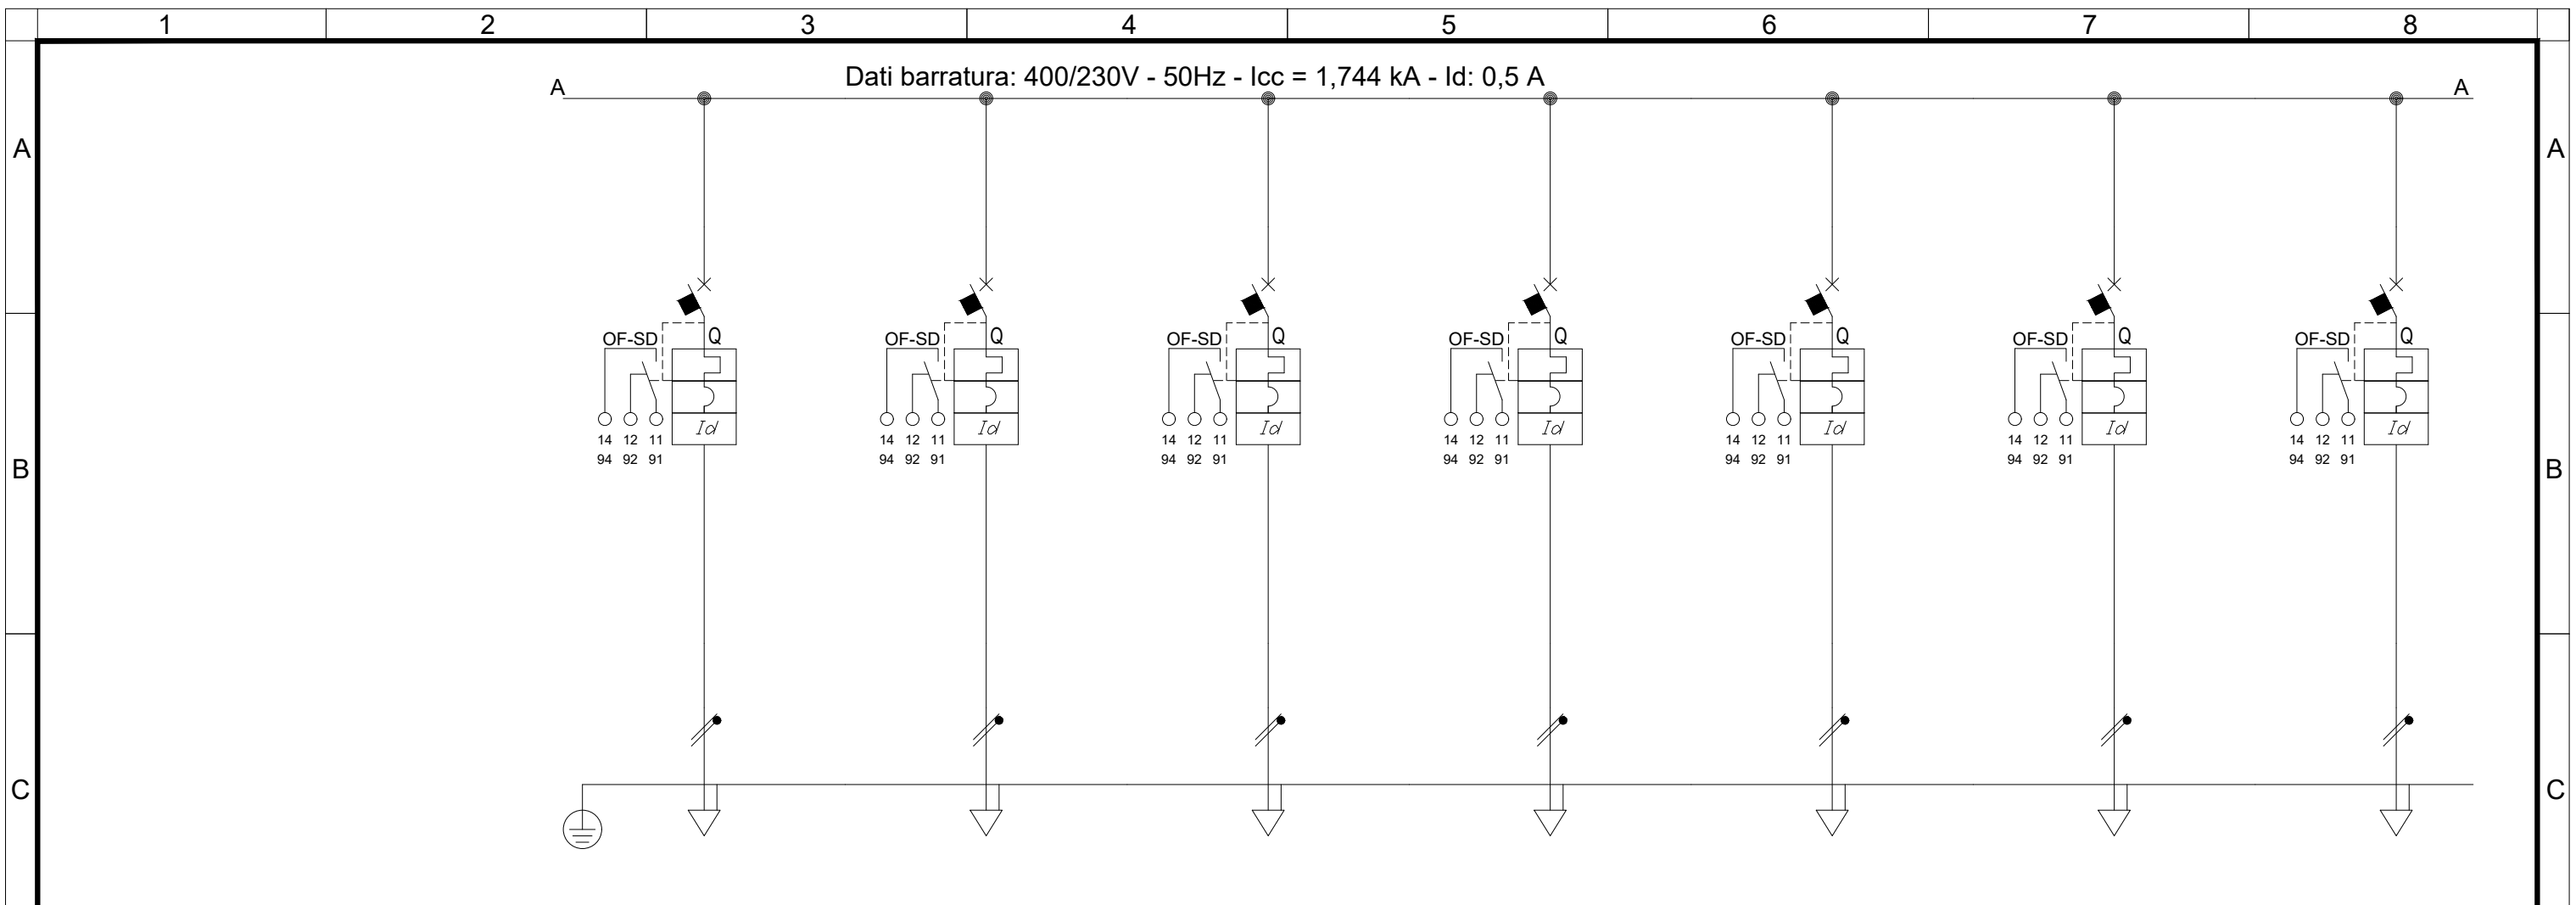 1 2 3 4 5 6 7 8
Dati barratura: 400/230V - 50Hz - Icc = 1,744 kA - Id: 0,5 A
A A
A A
OF-SD Q OF-SD Q OF-SD Q OF-SD Q OF-SD Q OF-SD Q OF-SD Q
Id Id Id Id Id Id Id
14 12 11 14 12 11 14 12 11 14 12 11 14 12 11 14 12 11 14 12 11
94 92 91 94 92 91 94 92 91 94 92 91 94 92 91 94 92 91 94 92 91
B B
C C